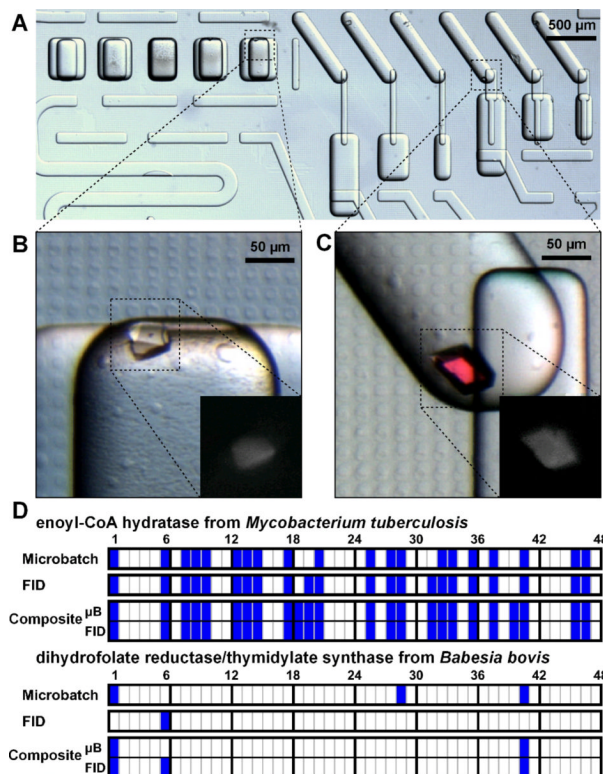 A
500 µm
B
50 µm
C
50 µm
D
enoyl-CoA hydratase from Mycobacterium tuberculosis
1 6 12 18 24 30 36 42 48
Microbatch
FID
Composite µB
FID
dihydrofolate reductase/thymidylate synthase from Babesia bovis
1 6 12 18 24 30 36 42 48
Microbatch
FID
Composite µB
FID